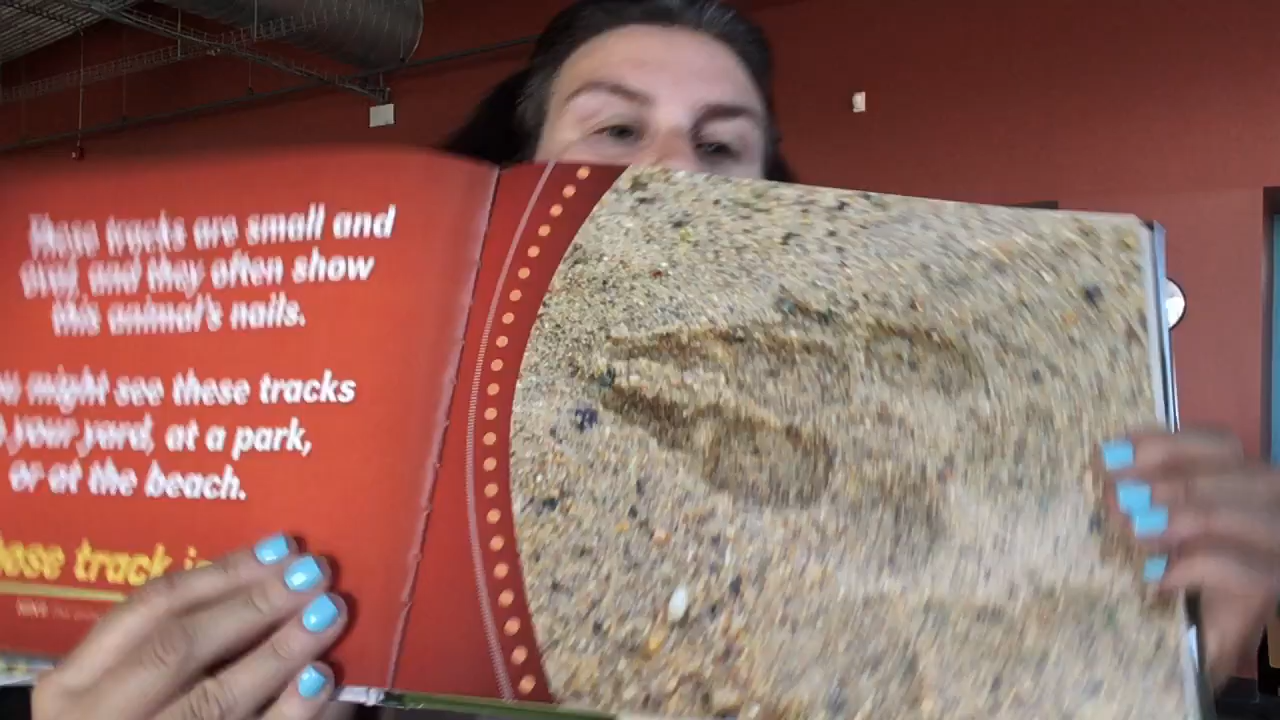 These tracks are small and
oval, and they often show
this animal's nails.
might see these tracks
your yard, at a park,
or at the beach.
track is